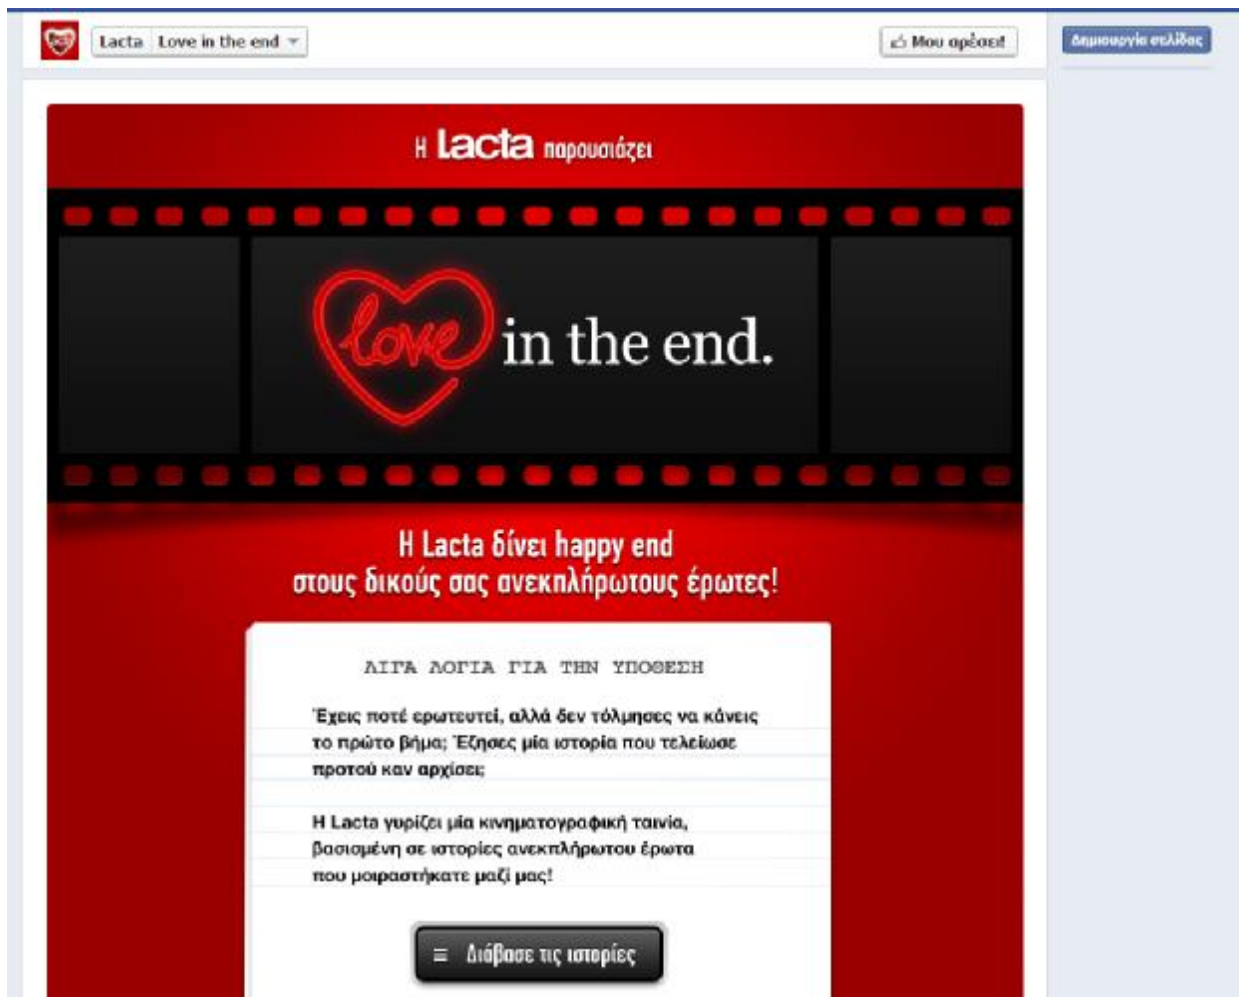 Lacta Love in the end
Μου αρέσει!
Δημιουργία σελίδας
Η Lacta παρουσιάζει
love in the end.
Η Lacta δίνει happy end
στους δικούς σας ανεκπλήρωτους έρωτες!
ΛΙΓΑ ΛΟΓΙΑ ΓΙΑ ΤΗΝ ΥΠΟΘΕΣΗ
Έχεις ποτέ ερωτευτεί, αλλά δεν τόλμησες να κάνεις
το πρώτο βήμα; Έζησες μία ιστορία που τελείωσε
προτού καν αρχίσει;
Η Lacta γυρίζει μία κινηματογραφική ταινία,
βασισμένη σε ιστορίες ανεκπλήρωτου έρωτα
που μοιραστήκατε μαζί μας!
Διάβασε τις ιστορίες